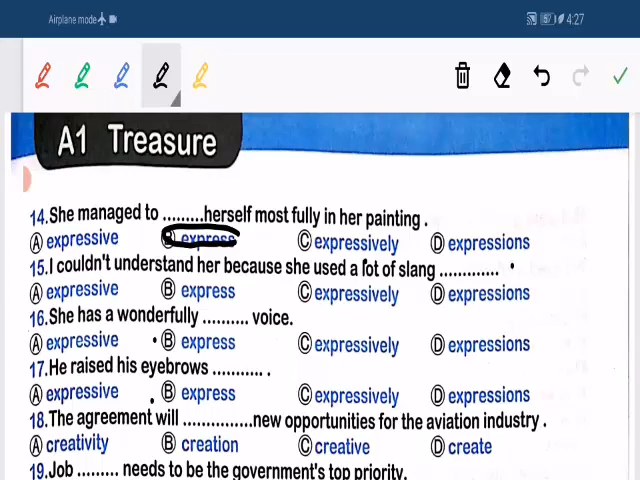 Airplane mode 57 4:27
A1 Treasure
14.She managed to .........herself most fully in her painting .
Ⓐ expressive Ⓑ express Ⓒ expressively Ⓓ expressions
15.I couldn't understand her because she used a lot of slang .............
Ⓐ expressive Ⓑ express Ⓒ expressively Ⓓ expressions
16.She has a wonderfully .......... voice.
Ⓐ expressive Ⓑ express Ⓒ expressively Ⓓ expressions
17.He raised his eyebrows ........... .
Ⓐ expressive Ⓑ express Ⓒ expressively Ⓓ expressions
18.The agreement will ...............new opportunities for the aviation industry .
Ⓐ creativity Ⓑ creation Ⓒ creative Ⓓ create
19.Job ......... needs to be the government's top priority.